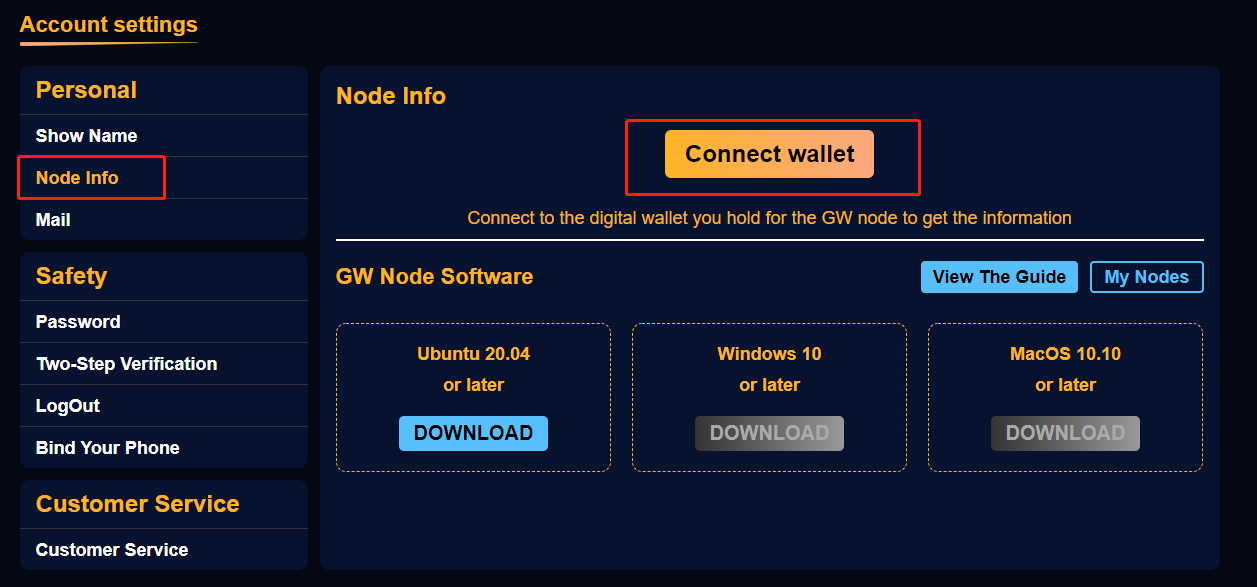 Account settings
Personal
Show Name
Node Info
Mail
Safety
Password
Two-Step Verification
LogOut
Bind Your Phone
Customer Service
Customer Service
Node Info
Connect wallet
Connect to the digital wallet you hold for the GW node to get the information
GW Node Software
View The Guide
My Nodes
Ubuntu 20.04
or later
DOWNLOAD
Windows 10
or later
DOWNLOAD
MacOS 10.10
or later
DOWNLOAD